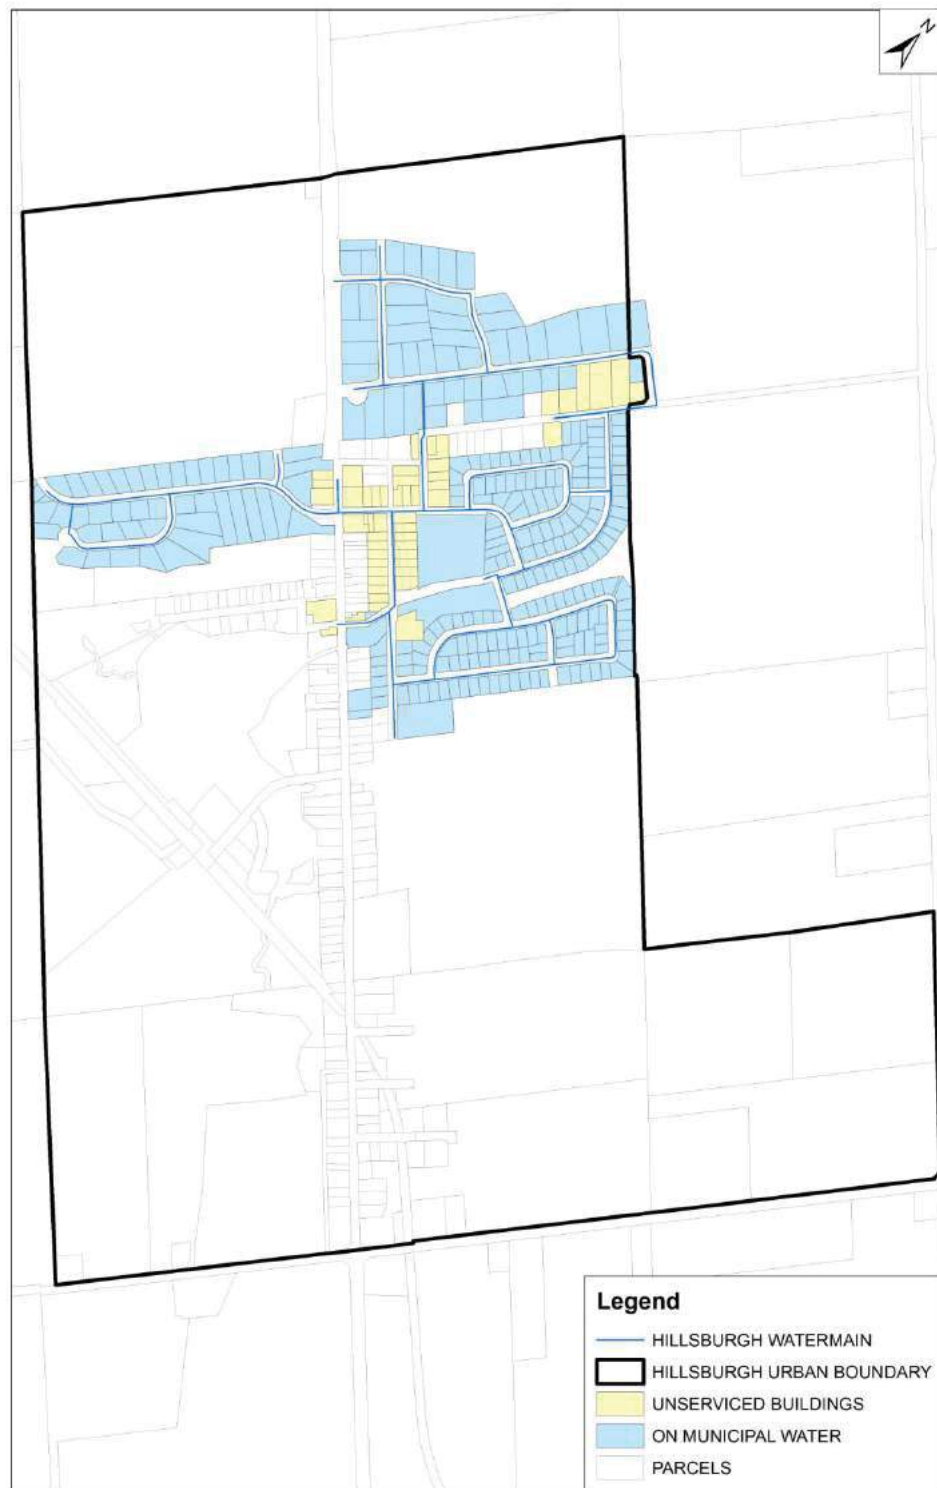 N
Legend
HILLSBURGH WATERMAIN
HILLSBURGH URBAN BOUNDARY
UNSERVICED BUILDINGS
ON MUNICIPAL WATER
PARCELS